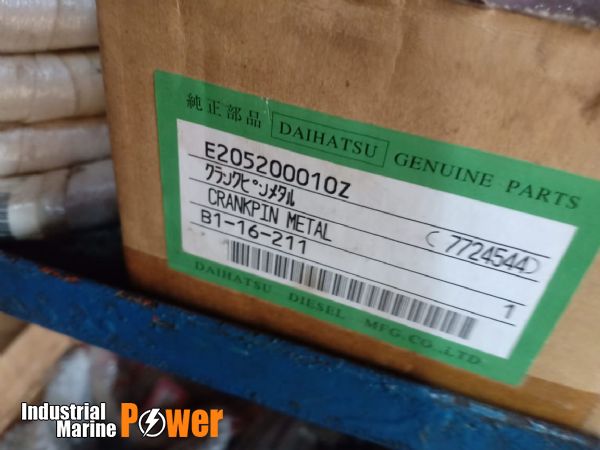 純正部品 DAIHATSU GENUINE PARTS
E205200010Z
クランクピンメタル
CRANKPIN METAL (7724544)
B1-16-211
1
DAIHATSU DIESEL MFG.CO.,LTD.
Industrial
Marine Power